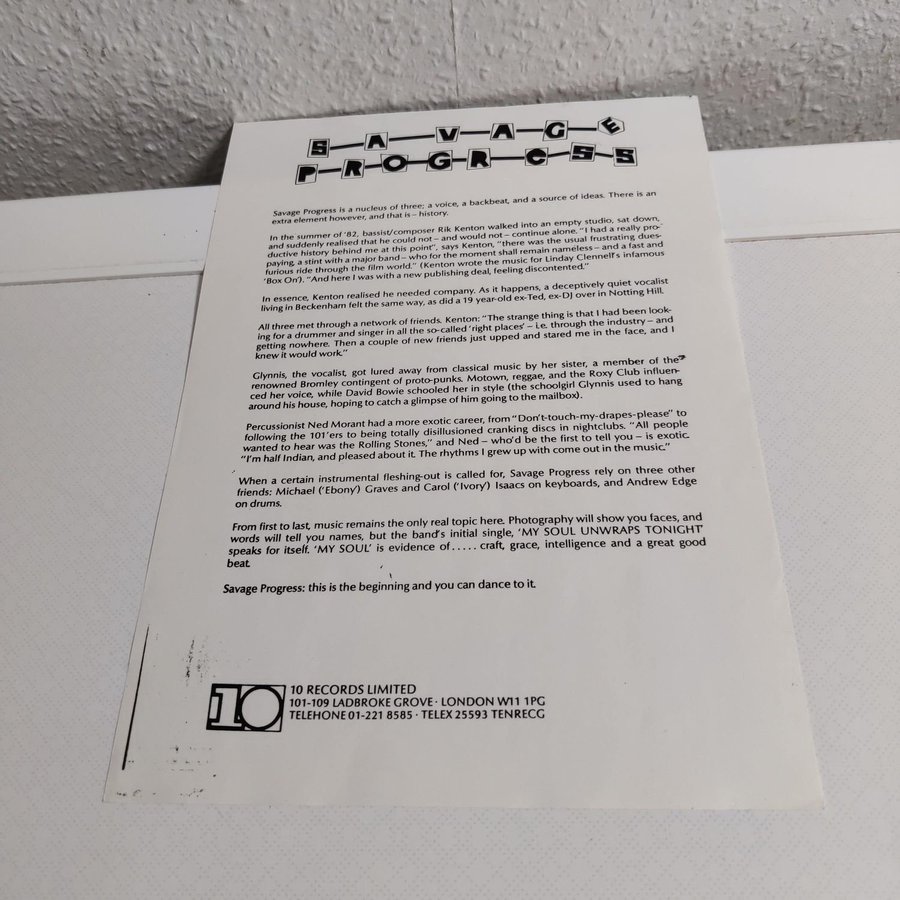 SAVAGE
PROGRESS
Savage Progress is a nucleus of three; a voice, a backbeat, and a source of ideas. There is an
extra element however, and that is – history.
In the summer of '82, bassist/composer Rik Kenton walked into an empty studio, sat down,
and suddenly realised that he could not – and would not – continue alone. "I had a really pro-
ductive history behind me at this point", says Kenton, "there was the usual frustrating dues-
paying, a stint with a major band – who for the moment shall remain nameless – and a fast and
furious ride through the film world." (Kenton wrote the music for Linday Clennell's infamous
'Box On'). "And here I was with a new publishing deal, feeling discontented."
In essence, Kenton realised he needed company. As it happens, a deceptively quiet vocalist
living in Beckenham felt the same way, as did a 19 year-old ex-Ted, ex-DJ over in Notting Hill.
All three met through a network of friends. Kenton: "The strange thing is that I had been look-
ing for a drummer and singer in all the so-called 'right places' – i.e. through the industry – and
getting nowhere. Then a couple of new friends just upped and stared me in the face, and I
knew it would work."
Glynnis, the vocalist, got lured away from classical music by her sister, a member of the
renowned Bromley contingent of proto-punks. Motown, reggae, and the Roxy Club influen-
ced her voice, while David Bowie schooled her in style (the schoolgirl Glynnis used to hang
around his house, hoping to catch a glimpse of him going to the mailbox).
Percussionist Ned Morant had a more exotic career, from "Don't-touch-my-drapes-please" to
following the 101'ers to being totally disillusioned cranking discs in nightclubs. "All people
wanted to hear was the Rolling Stones," and Ned – who'd be the first to tell you – is exotic.
"I'm half Indian, and pleased about it. The rhythms I grew up with come out in the music."
When a certain instrumental fleshing-out is called for, Savage Progress rely on three other
friends: Michael ('Ebony') Graves and Carol ('Ivory') Isaacs on keyboards, and Andrew Edge
on drums.
From first to last, music remains the only real topic here. Photography will show you faces, and
words will tell you names, but the band's initial single, 'MY SOUL UNWRAPS TONIGHT'
speaks for itself. 'MY SOUL' is evidence of..... craft, grace, intelligence and a great good
beat.
Savage Progress: this is the beginning and you can dance to it.
10 10 RECORDS LIMITED
101-109 LADBROKE GROVE · LONDON W11 1PG
TELEHONE 01-221 8585 · TELEX 25593 TENRECG